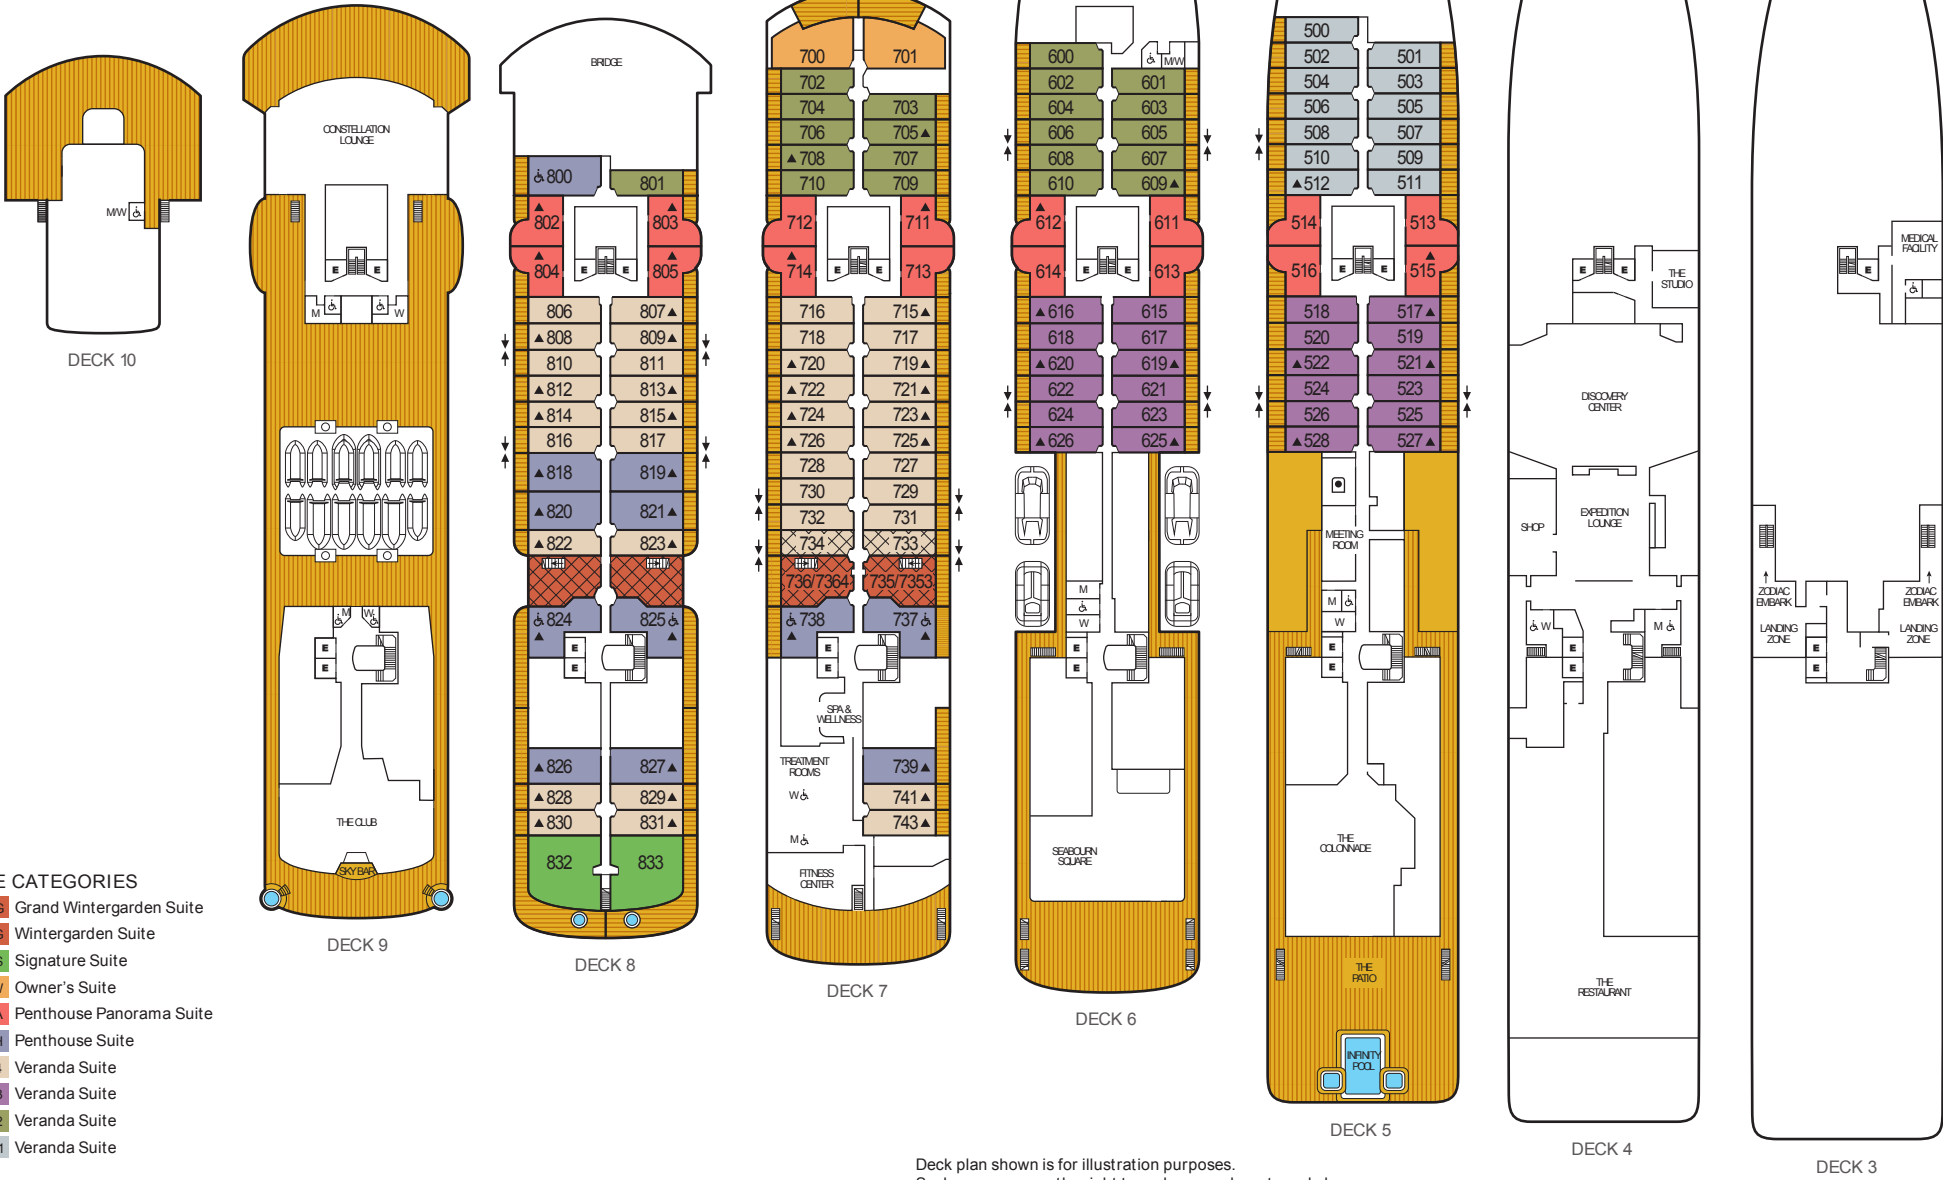 M/W
DECK 10
CONSTELLATION
LOUNGE
E E
M W
M W
E
E
THE CLUB
SKY BAR
DECK 9
BRIDGE
800 801
802 803
E E
804 805
806 807
808 809
810 811
812 813
814 815
816 817
818 819
820 821
822 823
824 825
E
E
826 827
828 829
830 831
832 833
DECK 8
700 701
702
704 703
706 705
708 707
710 709
712 711
E E
714 713
716 715
718 717
720 719
722 721
724 723
726 725
728 727
730 729
732 731
734 733
736/7364 735/7353
738 737
E
E
SPA &
WELLNESS
TREATMENT
ROOMS
739
W
741
743
M
FITNESS
CENTER
DECK 7
600
M/W
602 601
604 603
606 605
608 607
610 609
612 611
E E
614 613
616 615
618 617
620 619
622 621
624 623
626 625
M
W
E
E
SEABOURN
SQUARE
DECK 6
500
502 501
504 503
506 505
508 507
510 509
512 511
514 513
E E
516 515
518 517
520 519
522 521
524 523
526 525
528 527
MEETING
ROOM
M
W
E
E
THE
COLONNADE
THE
PATIO
INFINITY
POOL
DECK 5
E E
THE
STUDIO
DISCOVERY
CENTER
SHOP
EXPEDITION
LOUNGE
W M
E
E
THE
RESTAURANT
DECK 4
MEDICAL
FACILITY
E
E
ZODIAC
EMBARK
ZODIAC
EMBARK
LANDING
ZONE
LANDING
ZONE
E
E
DECK 3
CATEGORIES
Grand Wintergarden Suite
Wintergarden Suite
Signature Suite
Owner's Suite
Penthouse Panorama Suite
Penthouse Suite
Veranda Suite
Veranda Suite
Veranda Suite
Veranda Suite
Deck plan shown is for illustration purposes.